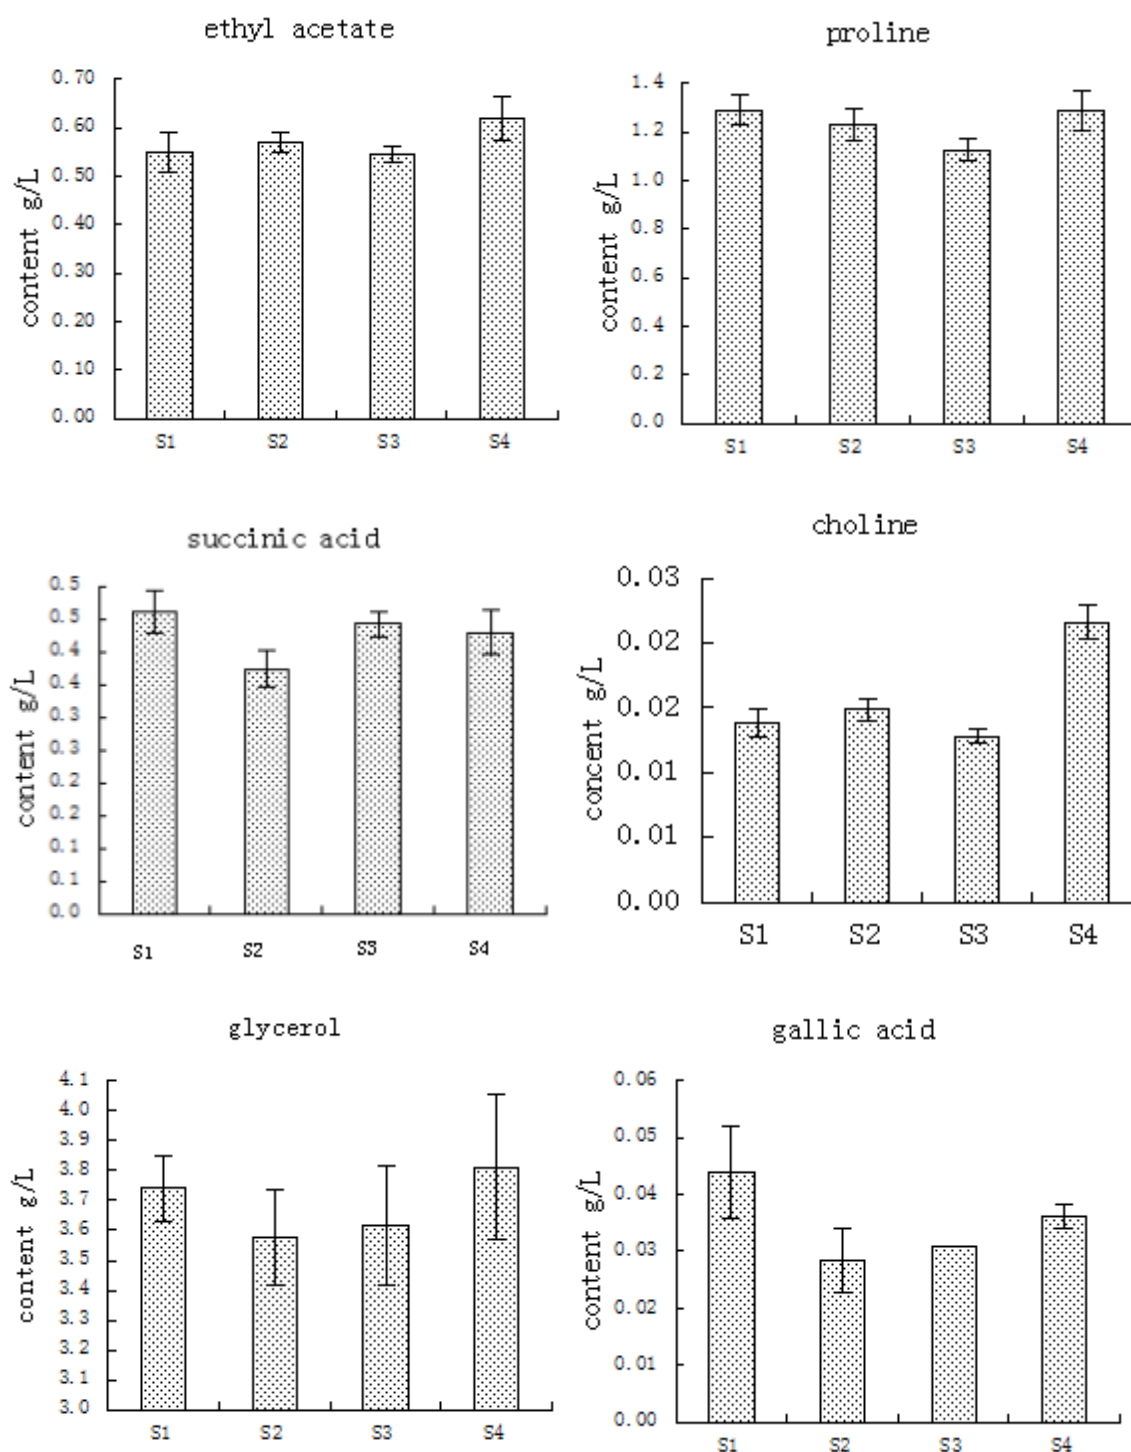 ethyl acetate
content g/L
0.70
0.60
0.50
0.40
0.30
0.20
0.10
0.00
S1 S2 S3 S4
proline
content g/L
1.4
1.2
1.0
0.8
0.6
0.4
0.2
0.0
S1 S2 S3 S4
succinic acid
content g/L
0.5
0.5
0.4
0.4
0.3
0.3
0.2
0.2
0.1
0.1
0.0
S1 S2 S3 S4
choline
concent g/L
0.03
0.02
0.02
0.01
0.01
0.00
S1 S2 S3 S4
glycerol
content g/L
4.1
4.0
3.9
3.8
3.7
3.6
3.5
3.4
3.3
3.2
3.1
3.0
S1 S2 S3 S4
gallic acid
content g/L
0.06
0.05
0.04
0.03
0.02
0.01
0.00
S1 S2 S3 S4